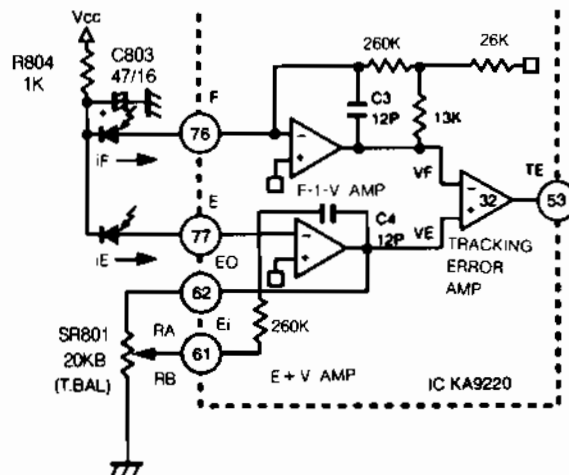 Vcc
R804
1K
C803
47/16
+
F
76
iF
E
77
iE
EO
62
Ei
61
SR801
20KB
(T.BAL)
RA
RB
260K
26K
C3
12P
13K
-
+
F-1-V AMP
VF
C4
12P
-
+
VE
-
+
32
TE
53
TRACKING
ERROR
AMP
260K
E+V AMP
IC KA9220